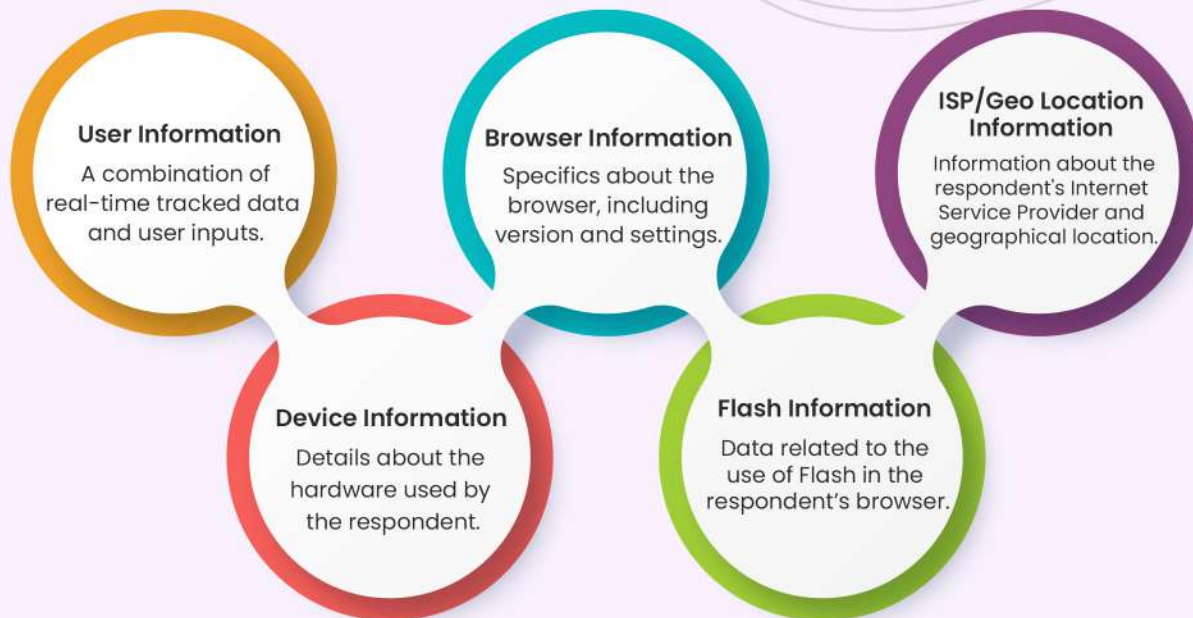 User Information
A combination of
real-time tracked data
and user inputs.
Device Information
Details about the
hardware used by
the respondent.
Browser Information
Specifics about the
browser, including
version and settings.
Flash Information
Data related to the
use of Flash in the
respondent’s browser.
ISP/Geo Location
Information
Information about the
respondent's Internet
Service Provider and
geographical location.